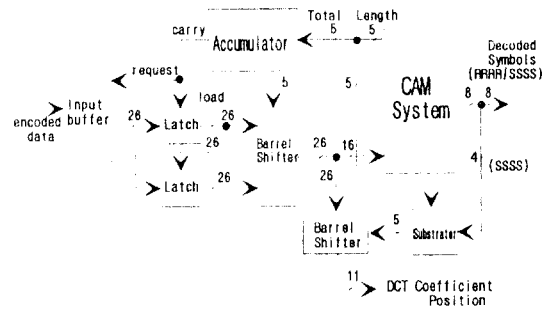 Total Length
carry 5 5
Accumulator
Decoded
Symbols
(RRRR/SSSS)
request
5 5
CAM
System
8 8
load
Input
buffer
encoded
data
26 Latch 26
26
Barrel
Shifter
26 16
26
4 (SSSS)
Latch 26
Barrel
Shifter
5
Substrater
11
DCT Coefficient
Position